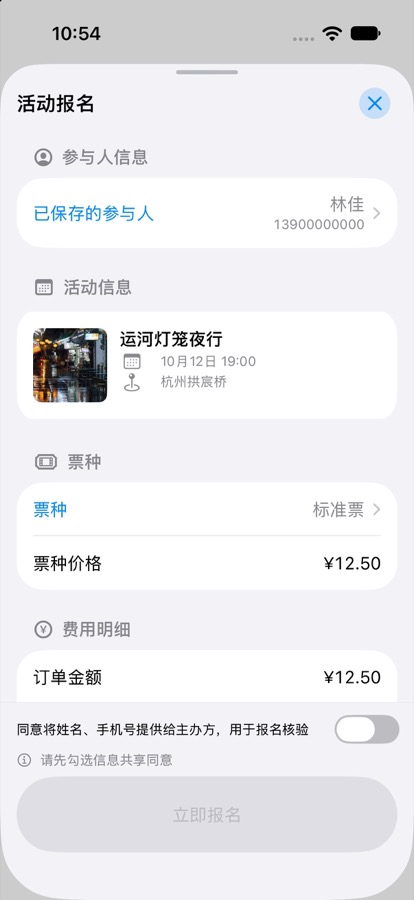 10:54
活动报名
参与人信息
已保存的参与人
林佳
13900000000
活动信息
运河灯笼夜行
10月12日 19:00
杭州拱宸桥
票种
票种
标准票
票种价格
¥12.50
费用明细
订单金额
¥12.50
同意将姓名、手机号提供给主办方，用于报名核验
请先勾选信息共享同意
立即报名